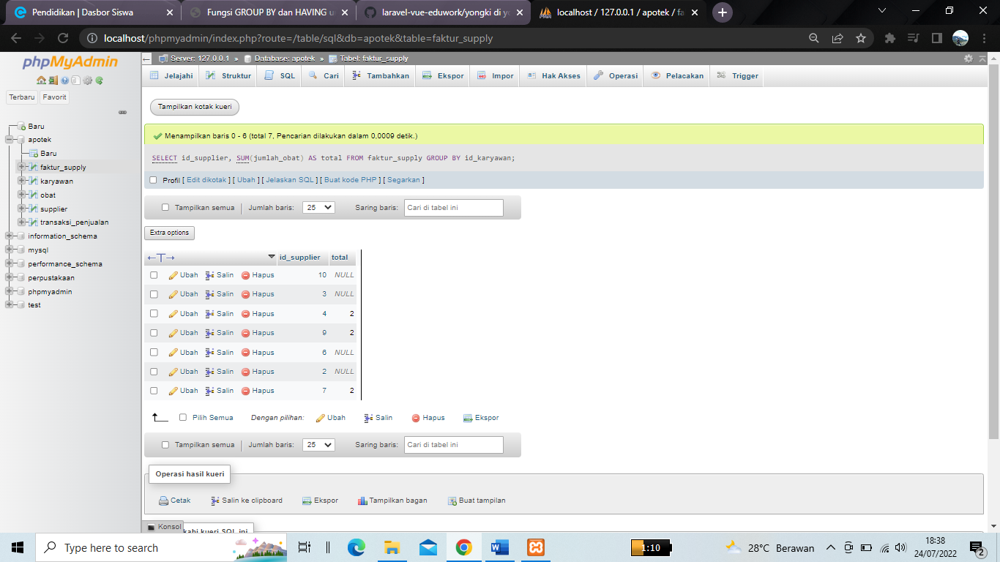 Pendidikan | Dasbor Siswa
Fungsi GROUP BY dan HAVING u
laravel-vue-eduwork/yongki di yo
localhost / 127.0.0.1 / apotek / fa
localhost/phpmyadmin/index.php?route=/table/sql&db=apotek&table=faktur_supply
phpMyAdmin
Terbaru Favorit
Baru
apotek
Baru
faktur_supply
karyawan
obat
supplier
transaksi_penjualan
information_schema
mysql
performance_schema
perpustakaan
phpmyadmin
test
Server: 127.0.0.1 » Database: apotek » Tabel: faktur_supply
Jelajahi Struktur SQL Cari Tambahkan Ekspor Impor Hak Akses Operasi Pelacakan Trigger
Tampilkan kotak kueri
Menampilkan baris 0 - 6 (total 7, Pencarian dilakukan dalam 0,0009 detik.)
SELECT id_supplier, SUM(jumlah_obat) AS total FROM faktur_supply GROUP BY id_karyawan;
Profil [ Edit dikotak ] [ Ubah ] [ Jelaskan SQL ] [ Buat kode PHP ] [ Segarkan ]
Tampilkan semua Jumlah baris: 25 Saring baris: Cari di tabel ini
Extra options
←T→ id_supplier total
Ubah Salin Hapus 10 NULL
Ubah Salin Hapus 3 NULL
Ubah Salin Hapus 4 2
Ubah Salin Hapus 9 2
Ubah Salin Hapus 6 NULL
Ubah Salin Hapus 2 NULL
Ubah Salin Hapus 7 2
Pilih Semua Dengan pilihan: Ubah Salin Hapus Ekspor
Tampilkan semua Jumlah baris: 25 Saring baris: Cari di tabel ini
Operasi hasil kueri
Cetak Salin ke clipboard Ekspor Tampilkan bagan Buat tampilan
Konsol
kueri SQL ini
Type here to search
1:10
28°C Berawan
18:38
24/07/2022
2